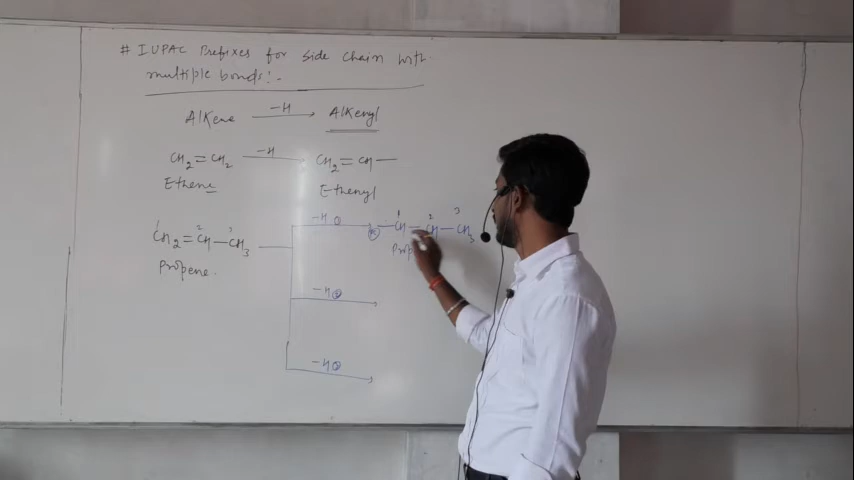 # IUPAC Prefixes for side chain with
multiple bonds:-
Alkene -H Alkenyl
CH2=CH2 -H CH2=CH—
Ethene Ethenyl
1 2 3
CH2=CH-CH3
Propene
-H ①
1 2 3
—CH=CH-CH3
Prop
-H ②
-H ③